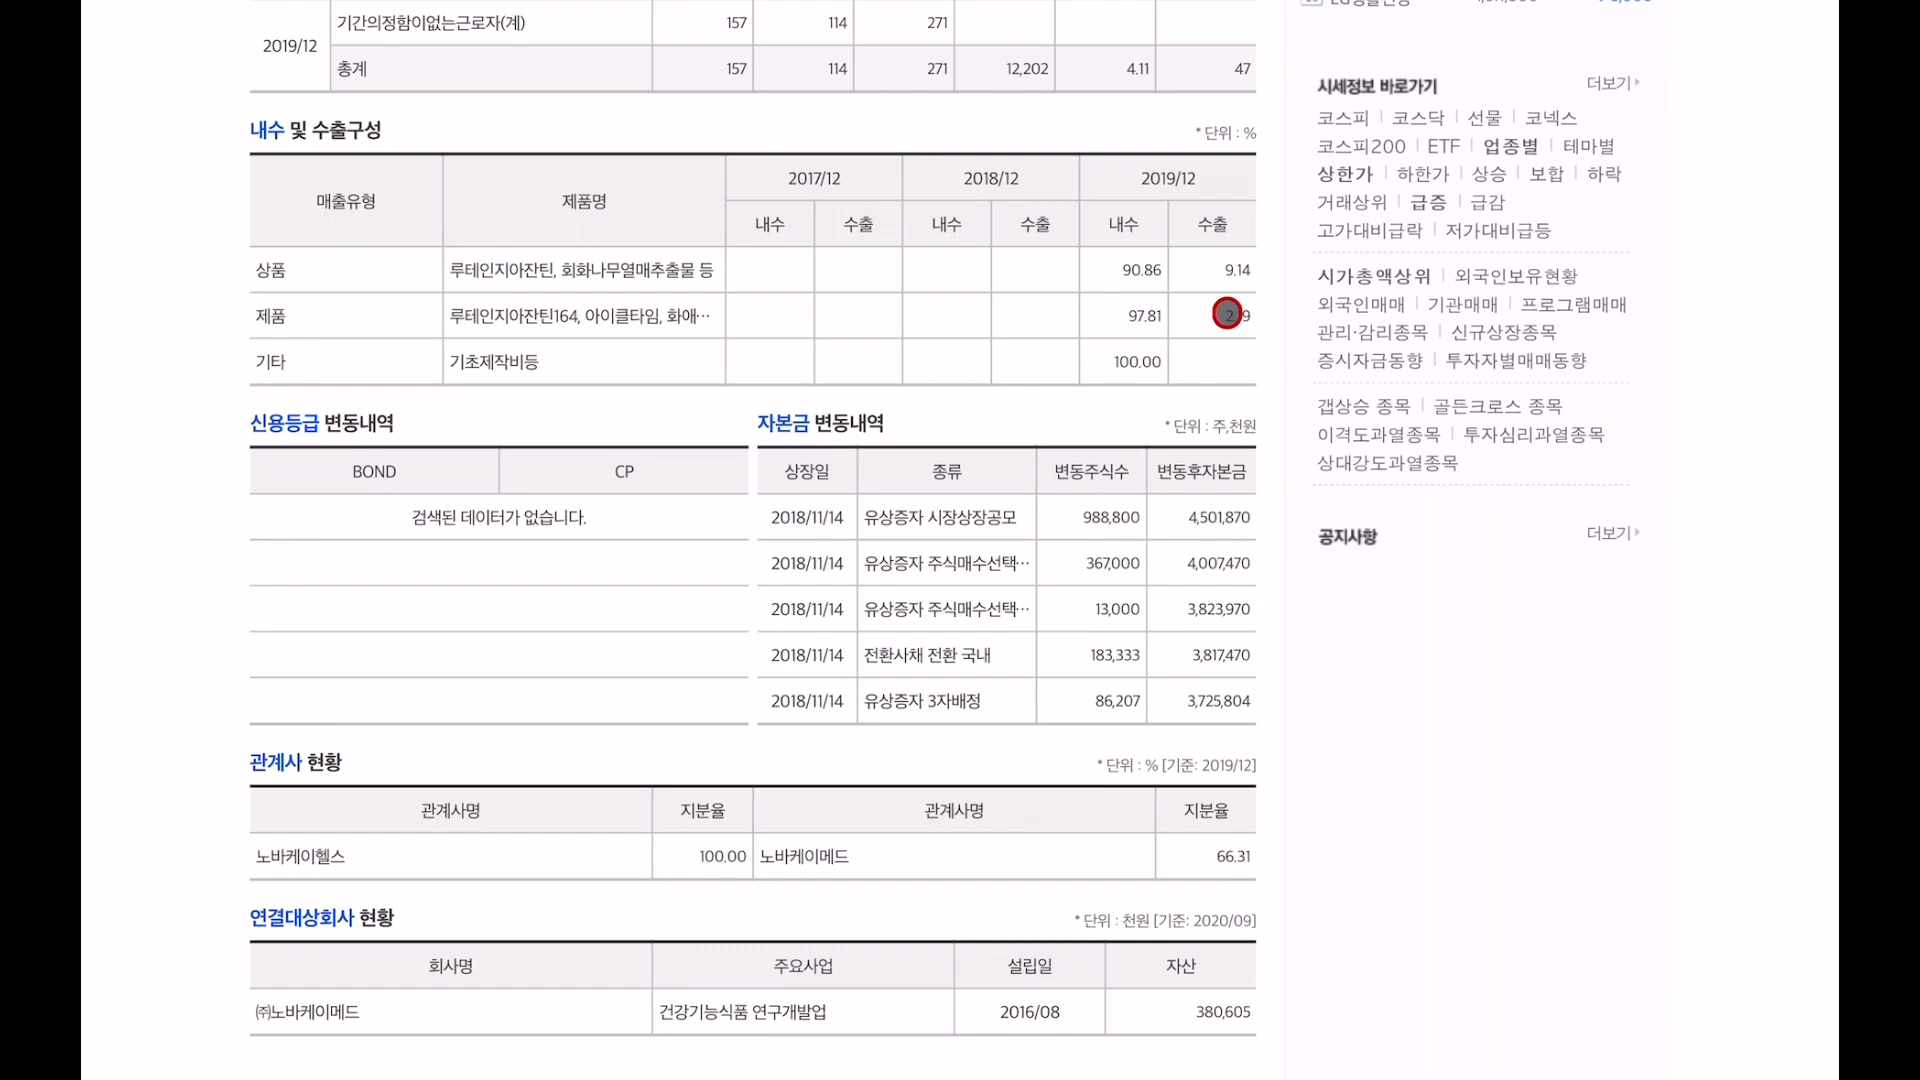 2019/12
기간의정함이없는근로자(계) 157 114 271
총계 157 114 271 12,202 4.11 47
내수 및 수출구성
* 단위 : %
매출유형 제품명 2017/12 2018/12 2019/12
내수 수출 내수 수출 내수 수출
상품 루테인지아잔틴, 회화나무열매추출물 등 90.86 9.14
제품 루테인지아잔틴164, 아이클타임, 화애… 97.81
기타 기초제작비등 100.00
신용등급 변동내역
BOND CP
검색된 데이터가 없습니다.
자본금 변동내역
* 단위 : 주,천원
상장일 종류 변동주식수 변동후자본금
2018/11/14 유상증자 시장상장공모 988,800 4,501,870
2018/11/14 유상증자 주식매수선택… 367,000 4,007,470
2018/11/14 유상증자 주식매수선택… 13,000 3,823,970
2018/11/14 전환사채 전환 국내 183,333 3,817,470
2018/11/14 유상증자 3자배정 86,207 3,725,804
관계사 현황
* 단위 : % [기준: 2019/12]
관계사명 지분율 관계사명 지분율
노바케이헬스 100.00 노바케이메드 66.31
연결대상회사 현황
* 단위 : 천원 [기준: 2020/09]
회사명 주요사업 설립일 자산
㈜노바케이메드 건강기능식품 연구개발업 2016/08 380,605
시세정보 바로가기
더보기
코스피 코스닥 선물 코넥스
코스피200 ETF 업종별 테마별
상한가 하한가 상승 보합 하락
거래상위 급증 급감
고가대비급락 저가대비급등
시가총액상위 외국인보유현황
외국인매매 기관매매 프로그램매매
관리·감리종목 신규상장종목
증시자금동향 투자자별매매동향
갭상승 종목 골든크로스 종목
이격도과열종목 투자심리과열종목
상대강도과열종목
공지사항
더보기